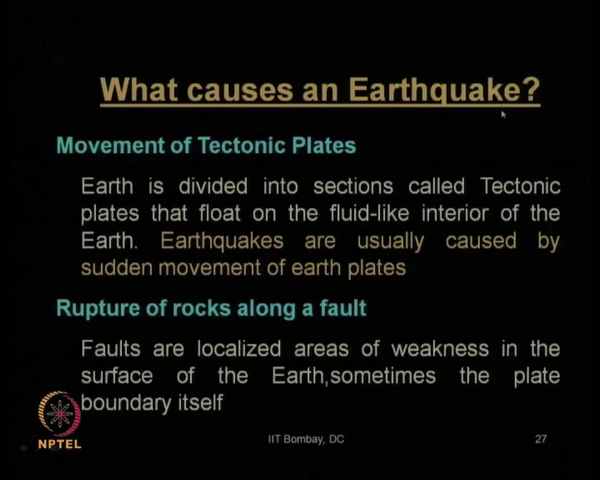 What causes an Earthquake?
Movement of Tectonic Plates
Earth is divided into sections called Tectonic
plates that float on the fluid-like interior of the
Earth. Earthquakes are usually caused by
sudden movement of earth plates
Rupture of rocks along a fault
Faults are localized areas of weakness in the
surface of the Earth,sometimes the plate
boundary itself
NPTEL
IIT Bombay, DC
27